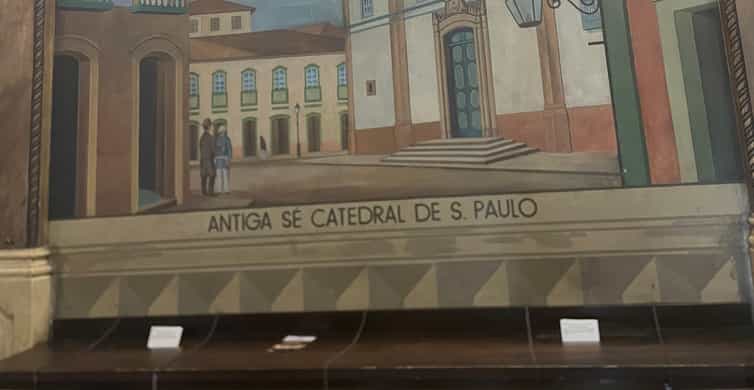 ANTIGA SÉ CATEDRAL DE S. PAULO